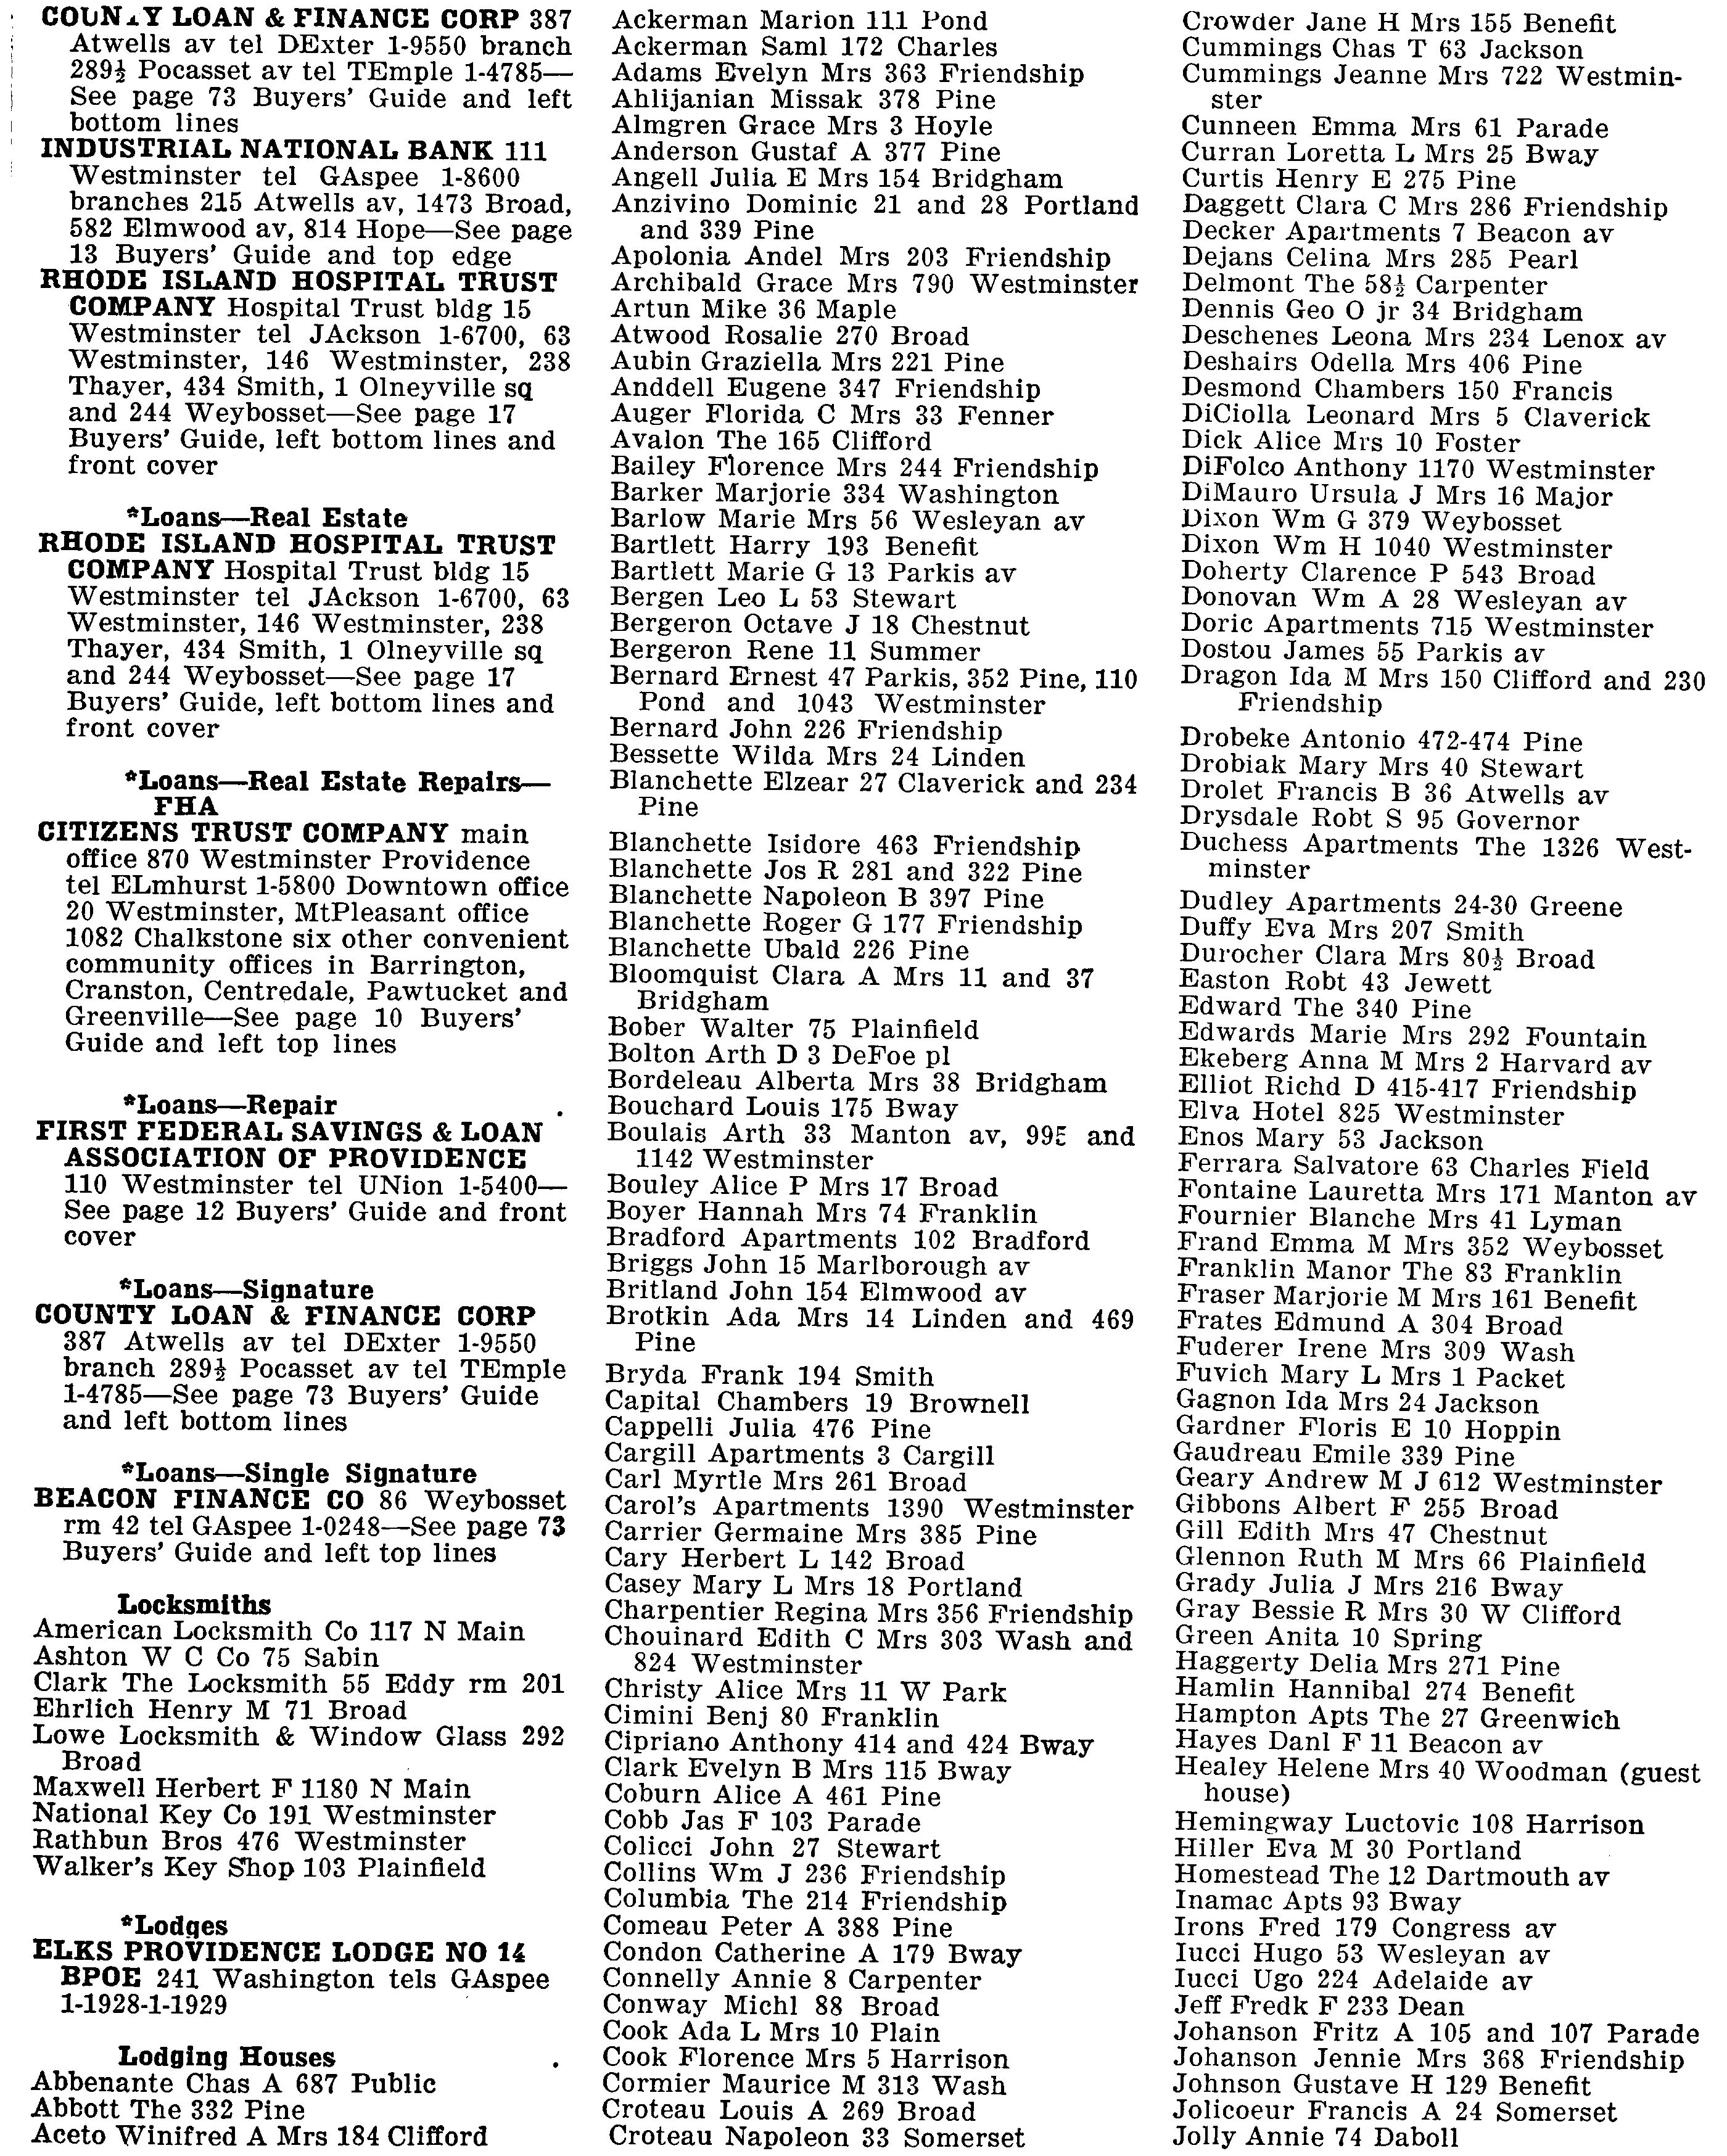 COUNTY LOAN & FINANCE CORP 387
Atwells av tel DExter 1-9550 branch
289½ Pocasset av tel TEmple 1-4785—
See page 73 Buyers' Guide and left
bottom lines
INDUSTRIAL NATIONAL BANK 111
Westminster tel GAspee 1-8600
branches 215 Atwells av, 1473 Broad,
582 Elmwood av, 814 Hope—See page
13 Buyers' Guide and top edge
RHODE ISLAND HOSPITAL TRUST
COMPANY Hospital Trust bldg 15
Westminster tel JAckson 1-6700, 63
Westminster, 146 Westminster, 238
Thayer, 434 Smith, 1 Olneyville sq
and 244 Weybosset—See page 17
Buyers' Guide, left bottom lines and
front cover
*Loans—Real Estate
RHODE ISLAND HOSPITAL TRUST
COMPANY Hospital Trust bldg 15
Westminster tel JAckson 1-6700, 63
Westminster, 146 Westminster, 238
Thayer, 434 Smith, 1 Olneyville sq
and 244 Weybosset—See page 17
Buyers' Guide, left bottom lines and
front cover
*Loans—Real Estate Repairs—
FHA
CITIZENS TRUST COMPANY main
office 870 Westminster Providence
tel ELmhurst 1-5800 Downtown office
20 Westminster, MtPleasant office
1082 Chalkstone six other convenient
community offices in Barrington,
Cranston, Centredale, Pawtucket and
Greenville—See page 10 Buyers'
Guide and left top lines
*Loans—Repair
FIRST FEDERAL SAVINGS & LOAN
ASSOCIATION OF PROVIDENCE
110 Westminster tel UNion 1-5400—
See page 12 Buyers' Guide and front
cover
*Loans—Signature
COUNTY LOAN & FINANCE CORP
387 Atwells av tel DExter 1-9550
branch 289½ Pocasset av tel TEmple
1-4785—See page 73 Buyers' Guide
and left bottom lines
*Loans—Single Signature
BEACON FINANCE CO 86 Weybosset
rm 42 tel GAspee 1-0248—See page 73
Buyers' Guide and left top lines
Locksmiths
American Locksmith Co 117 N Main
Ashton W C Co 75 Sabin
Clark The Locksmith 55 Eddy rm 201
Ehrlich Henry M 71 Broad
Lowe Locksmith & Window Glass 292
Broad
Maxwell Herbert F 1180 N Main
National Key Co 191 Westminster
Rathbun Bros 476 Westminster
Walker's Key Shop 103 Plainfield
*Lodges
ELKS PROVIDENCE LODGE NO 14
BPOE 241 Washington tels GAspee
1-1928-1-1929
Lodging Houses
Abbenante Chas A 687 Public
Abbott The 332 Pine
Aceto Winifred A Mrs 184 Clifford
Ackerman Marion 111 Pond
Ackerman Saml 172 Charles
Adams Evelyn Mrs 363 Friendship
Ahlijanian Missak 378 Pine
Almgren Grace Mrs 3 Hoyle
Anderson Gustaf A 377 Pine
Angell Julia E Mrs 154 Bridgham
Anzivino Dominic 21 and 28 Portland
and 339 Pine
Apolonia Andel Mrs 203 Friendship
Archibald Grace Mrs 790 Westminster
Artun Mike 36 Maple
Atwood Rosalie 270 Broad
Aubin Graziella Mrs 221 Pine
Anddell Eugene 347 Friendship
Auger Florida C Mrs 33 Fenner
Avalon The 165 Clifford
Bailey Florence Mrs 244 Friendship
Barker Marjorie 334 Washington
Barlow Marie Mrs 56 Wesleyan av
Bartlett Harry 193 Benefit
Bartlett Marie G 13 Parkis av
Bergen Leo L 53 Stewart
Bergeron Octave J 18 Chestnut
Bergeron Rene 11 Summer
Bernard Ernest 47 Parkis, 352 Pine, 110
Pond and 1043 Westminster
Bernard John 226 Friendship
Bessette Wilda Mrs 24 Linden
Blanchette Elzear 27 Claverick and 234
Pine
Blanchette Isidore 463 Friendship
Blanchette Jos R 281 and 322 Pine
Blanchette Napoleon B 397 Pine
Blanchette Roger G 177 Friendship
Blanchette Ubald 226 Pine
Bloomquist Clara A Mrs 11 and 37
Bridgham
Bober Walter 75 Plainfield
Bolton Arth D 3 DeFoe pl
Bordeleau Alberta Mrs 38 Bridgham
Bouchard Louis 175 Bway
Boulais Arth 33 Manton av, 995 and
1142 Westminster
Bouley Alice P Mrs 17 Broad
Boyer Hannah Mrs 74 Franklin
Bradford Apartments 102 Bradford
Briggs John 15 Marlborough av
Britland John 154 Elmwood av
Brotkin Ada Mrs 14 Linden and 469
Pine
Bryda Frank 194 Smith
Capital Chambers 19 Brownell
Cappelli Julia 476 Pine
Cargill Apartments 3 Cargill
Carl Myrtle Mrs 261 Broad
Carol's Apartments 1390 Westminster
Carrier Germaine Mrs 385 Pine
Cary Herbert L 142 Broad
Casey Mary L Mrs 18 Portland
Charpentier Regina Mrs 356 Friendship
Chouinard Edith C Mrs 303 Wash and
824 Westminster
Christy Alice Mrs 11 W Park
Cimini Benj 80 Franklin
Cipriano Anthony 414 and 424 Bway
Clark Evelyn B Mrs 115 Bway
Coburn Alice A 461 Pine
Cobb Jas F 103 Parade
Colicci John 27 Stewart
Collins Wm J 236 Friendship
Columbia The 214 Friendship
Comeau Peter A 388 Pine
Condon Catherine A 179 Bway
Connelly Annie 8 Carpenter
Conway Michl 88 Broad
Cook Ada L Mrs 10 Plain
Cook Florence Mrs 5 Harrison
Cormier Maurice M 313 Wash
Croteau Louis A 269 Broad
Croteau Napoleon 33 Somerset
Crowder Jane H Mrs 155 Benefit
Cummings Chas T 63 Jackson
Cummings Jeanne Mrs 722 Westmin-
ster
Cunneen Emma Mrs 61 Parade
Curran Loretta L Mrs 25 Bway
Curtis Henry E 275 Pine
Daggett Clara C Mrs 286 Friendship
Decker Apartments 7 Beacon av
Dejans Celina Mrs 285 Pearl
Delmont The 58½ Carpenter
Dennis Geo O jr 34 Bridgham
Deschenes Leona Mrs 234 Lenox av
Deshairs Odella Mrs 406 Pine
Desmond Chambers 150 Francis
DiCiolla Leonard Mrs 5 Claverick
Dick Alice Mrs 10 Foster
DiFolco Anthony 1170 Westminster
DiMauro Ursula J Mrs 16 Major
Dixon Wm G 379 Weybosset
Dixon Wm H 1040 Westminster
Doherty Clarence P 543 Broad
Donovan Wm A 28 Wesleyan av
Doric Apartments 715 Westminster
Dostou James 55 Parkis av
Dragon Ida M Mrs 150 Clifford and 230
Friendship
Drobeke Antonio 472-474 Pine
Drobiak Mary Mrs 40 Stewart
Drolet Francis B 36 Atwells av
Drysdale Robt S 95 Governor
Duchess Apartments The 1326 West-
minster
Dudley Apartments 24-30 Greene
Duffy Eva Mrs 207 Smith
Durocher Clara Mrs 80½ Broad
Easton Robt 43 Jewett
Edward The 340 Pine
Edwards Marie Mrs 292 Fountain
Ekeberg Anna M Mrs 2 Harvard av
Elliot Richd D 415-417 Friendship
Elva Hotel 825 Westminster
Enos Mary 53 Jackson
Ferrara Salvatore 63 Charles Field
Fontaine Lauretta Mrs 171 Manton av
Fournier Blanche Mrs 41 Lyman
Frand Emma M Mrs 352 Weybosset
Franklin Manor The 83 Franklin
Fraser Marjorie M Mrs 161 Benefit
Frates Edmund A 304 Broad
Fuderer Irene Mrs 309 Wash
Fuvich Mary L Mrs 1 Packet
Gagnon Ida Mrs 24 Jackson
Gardner Floris E 10 Hoppin
Gaudreau Emile 339 Pine
Geary Andrew M J 612 Westminster
Gibbons Albert F 255 Broad
Gill Edith Mrs 47 Chestnut
Glennon Ruth M Mrs 66 Plainfield
Grady Julia J Mrs 216 Bway
Gray Bessie R Mrs 30 W Clifford
Green Anita 10 Spring
Haggerty Delia Mrs 271 Pine
Hamlin Hannibal 274 Benefit
Hampton Apts The 27 Greenwich
Hayes Danl F 11 Beacon av
Healey Helene Mrs 40 Woodman (guest
house)
Hemingway Luctovic 108 Harrison
Hiller Eva M 30 Portland
Homestead The 12 Dartmouth av
Inamac Apts 93 Bway
Irons Fred 179 Congress av
Iucci Hugo 53 Wesleyan av
Iucci Ugo 224 Adelaide av
Jeff Fredk F 233 Dean
Johanson Fritz A 105 and 107 Parade
Johanson Jennie Mrs 368 Friendship
Johnson Gustave H 129 Benefit
Jolicoeur Francis A 24 Somerset
Jolly Annie 74 Daboll